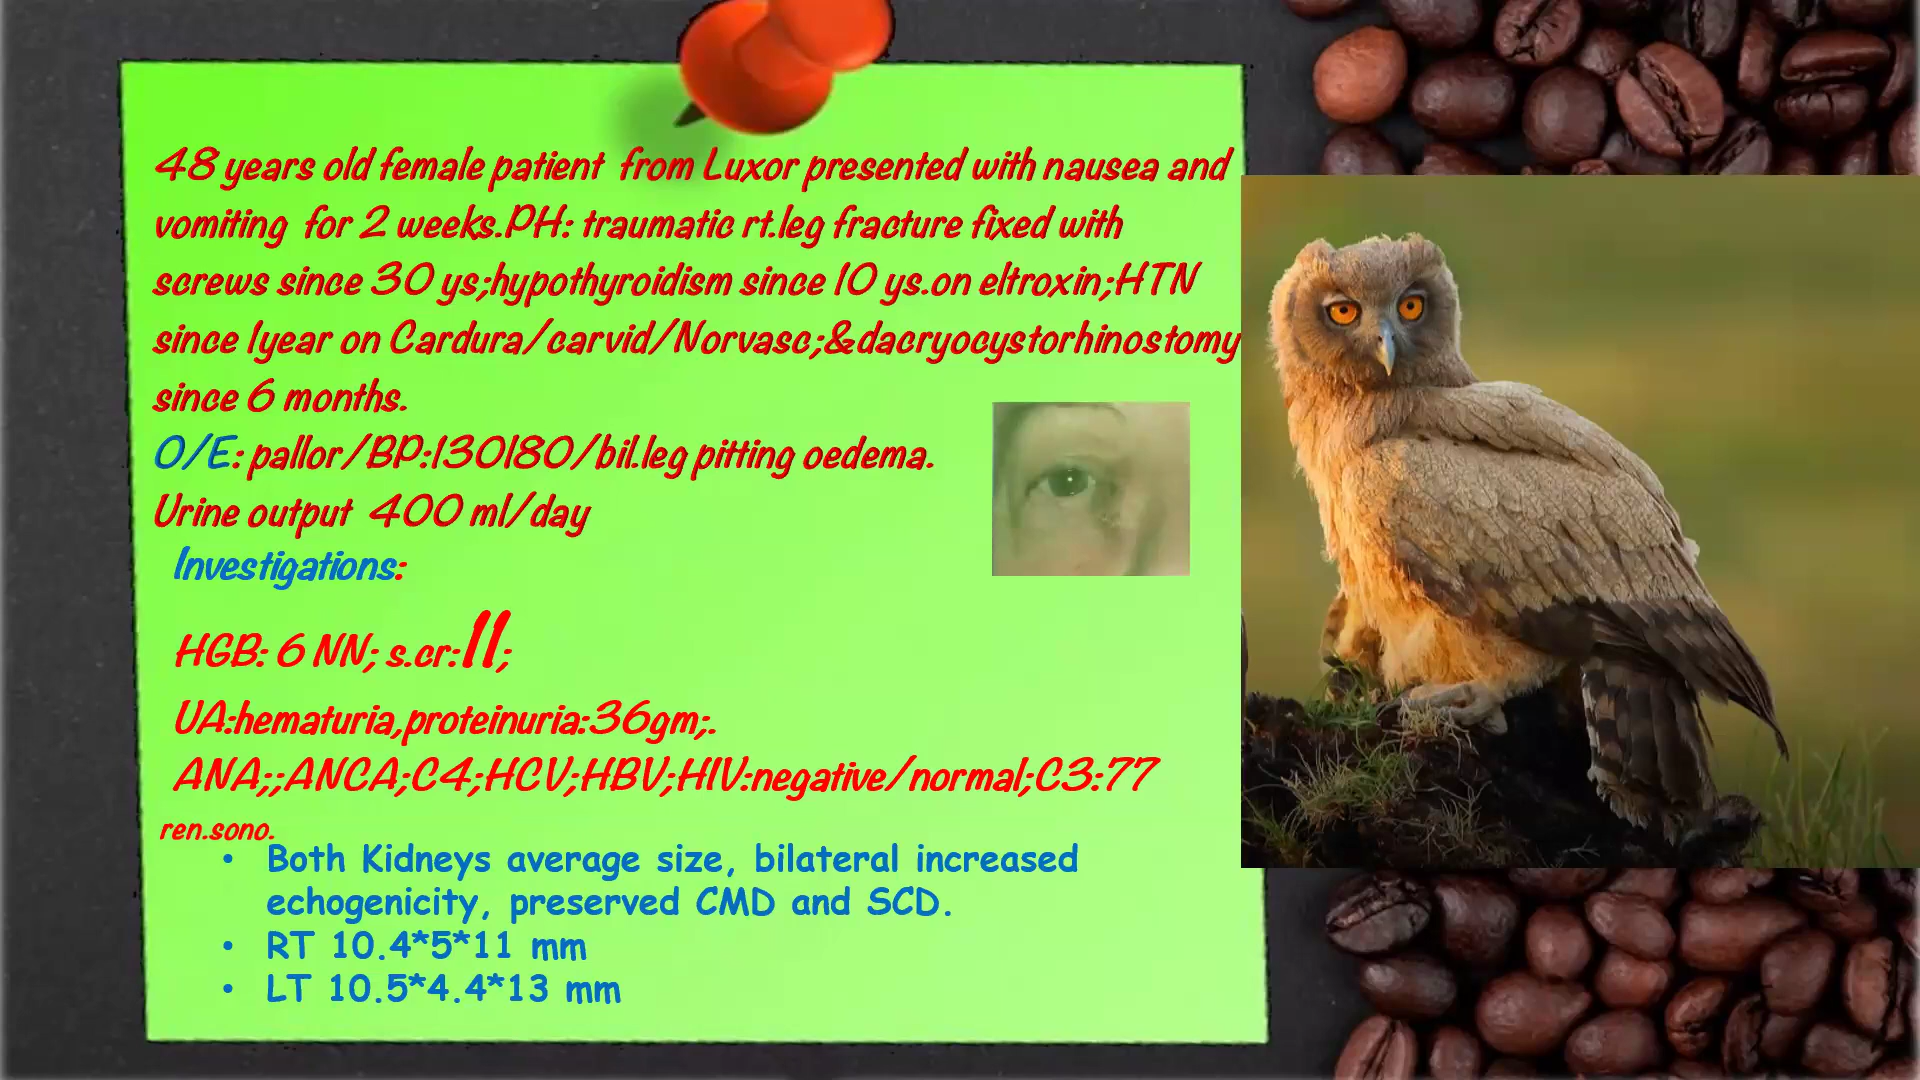 48 years old female patient from Luxor presented with nausea and
vomiting for 2 weeks.PH: traumatic rt.leg fracture fixed with
screws since 30 ys;hypothyroidism since 10 ys.on eltroxin;HTN
since 1year on Cardura/carvid/Norvasc;&dacryocystorhinostomy
since 6 months.
O/E: pallor/BP:130180/bil.leg pitting oedema.
Urine output 400 ml/day
Investigations:
HGB: 6 NN; s.cr:11;
UA:hematuria,proteinuria:36gm;.
ANA;;ANCA;C4;HCV;HBV;HIV:negative/normal;C3:77
ren.sono.
• Both Kidneys average size, bilateral increased
echogenicity, preserved CMD and SCD.
• RT 10.4*5*11 mm
• LT 10.5*4.4*13 mm